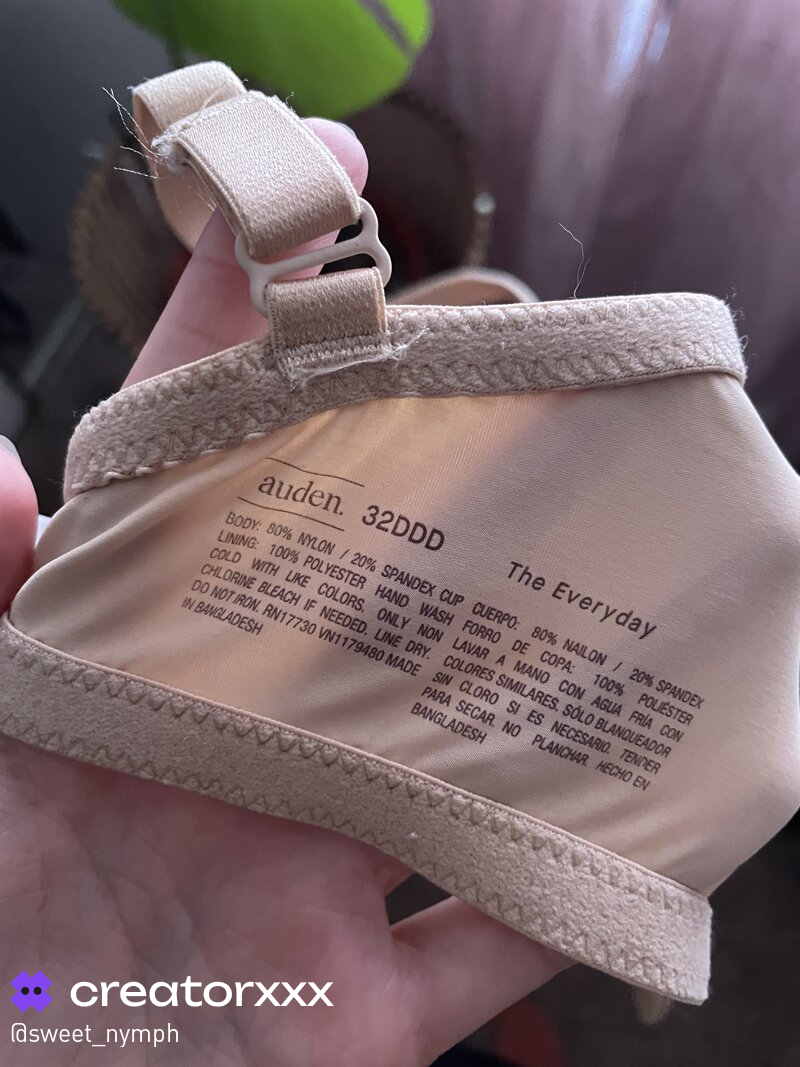 auden.
32DDD
The Everyday
BODY: 80% NYLON / 20% SPANDEX CUP
LINING: 100% POLYESTER HAND WASH
COLD WITH LIKE COLORS. ONLY NON
CHLORINE BLEACH IF NEEDED. LINE DRY.
DO NOT IRON. RN17730 VN1179480 MADE
IN BANGLADESH
CUERPO: 80% NAILON / 20% SPANDEX
FORRO DE COPA: 100% POLIÉSTER
LAVAR A MANO CON AGUA FRÍA CON
COLORES SIMILARES. SÓLO BLANQUEADOR
SIN CLORO SI ES NECESARIO. TENDER
PARA SECAR. NO PLANCHAR. HECHO EN
BANGLADESH
creatorxxx
@sweet_nymph